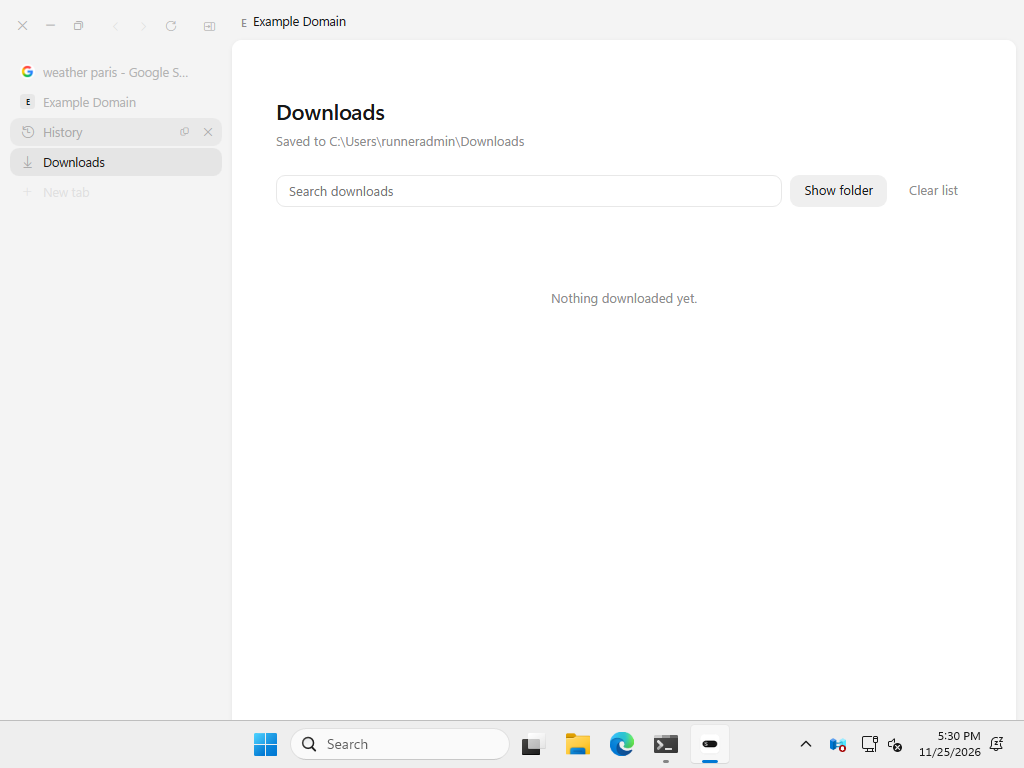 E Example Domain
weather paris - Google S...
E Example Domain
History
Downloads
+ New tab
Downloads
Saved to C:\Users\runneradmin\Downloads
Search downloads
Show folder
Clear list
Nothing downloaded yet.
Search
5:30 PM
11/25/2026